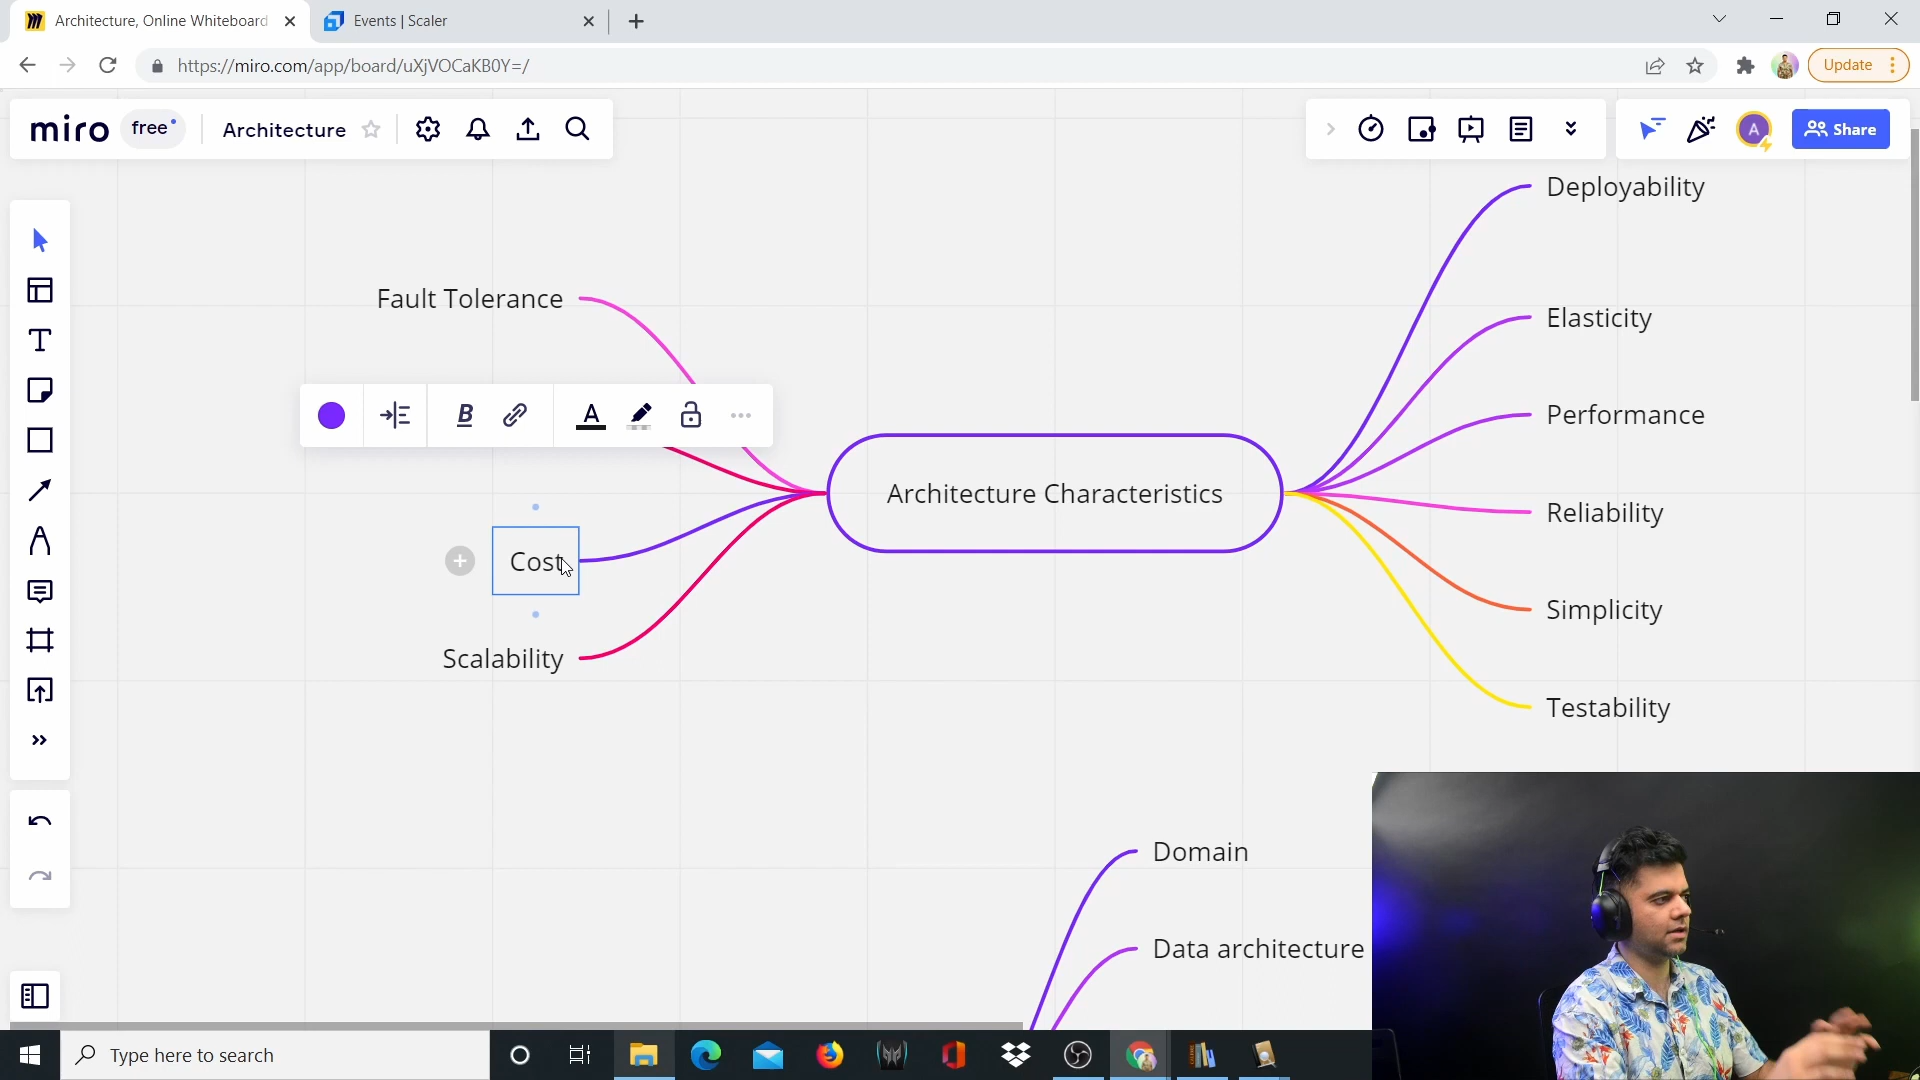 Architecture, Online Whiteboard
Events | Scaler
https://miro.com/app/board/uXjVOCaKB0Y=/
Update
miro
free
Architecture
A
Share
Deployability
Fault Tolerance
Elasticity
B
A
Performance
Architecture Characteristics
Reliability
Cost
Simplicity
Scalability
Testability
Domain
Data architecture
Type here to search